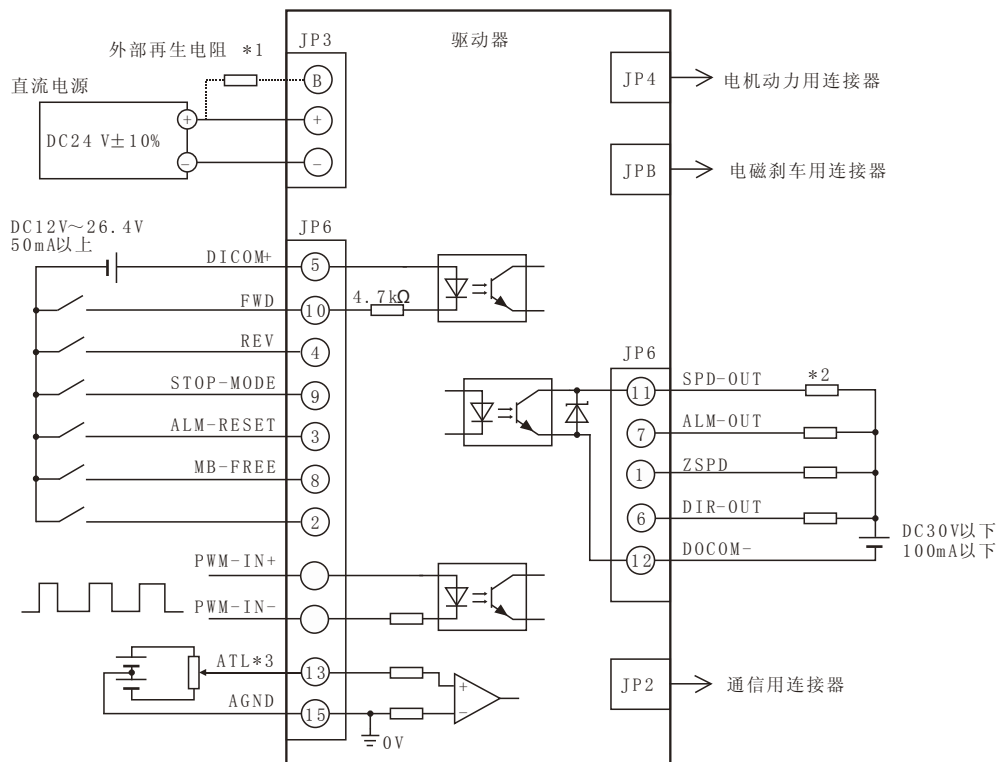 驱动器
外部再生电阻 *1
JP3
直流电源
B
DC24 V±10%
+
−
+
−
JP4
电机动力用连接器
JPB
电磁刹车用连接器
DC12V～26.4V
50mA以上
JP6
DICOM+
5
FWD
10
4.7kΩ
REV
4
STOP-MODE
9
ALM-RESET
3
MB-FREE
8
2
PWM-IN+
PWM-IN-
ATL*3
13
AGND
15
+
−
0V
JP6
SPD-OUT
*2
11
ALM-OUT
7
ZSPD
1
DIR-OUT
6
DOCOM-
12
DC30V以下
100mA以下
JP2
通信用连接器